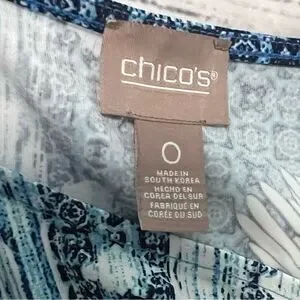 chico's®
0
MADE IN
SOUTH KOREA
HECHO EN
COREA DEL SUR
FABRIQUÉ EN
CORÉE DU SUD